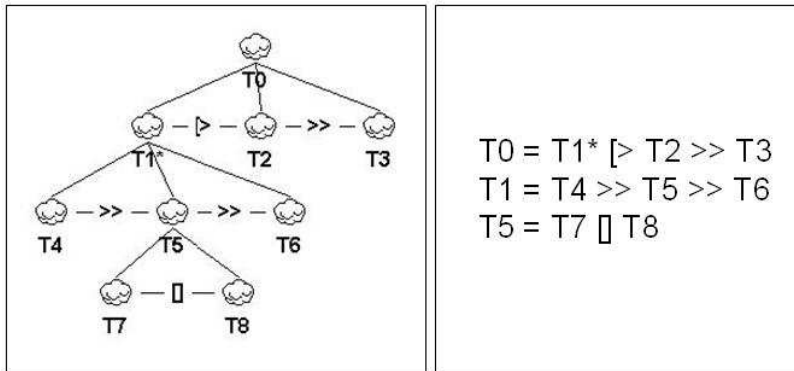 T0
[> >>
T1* T2 T3
>> >>
T4 T5 T6
[]
T7 T8
T0 = T1* [> T2 >> T3
T1 = T4 >> T5 >> T6
T5 = T7 [] T8